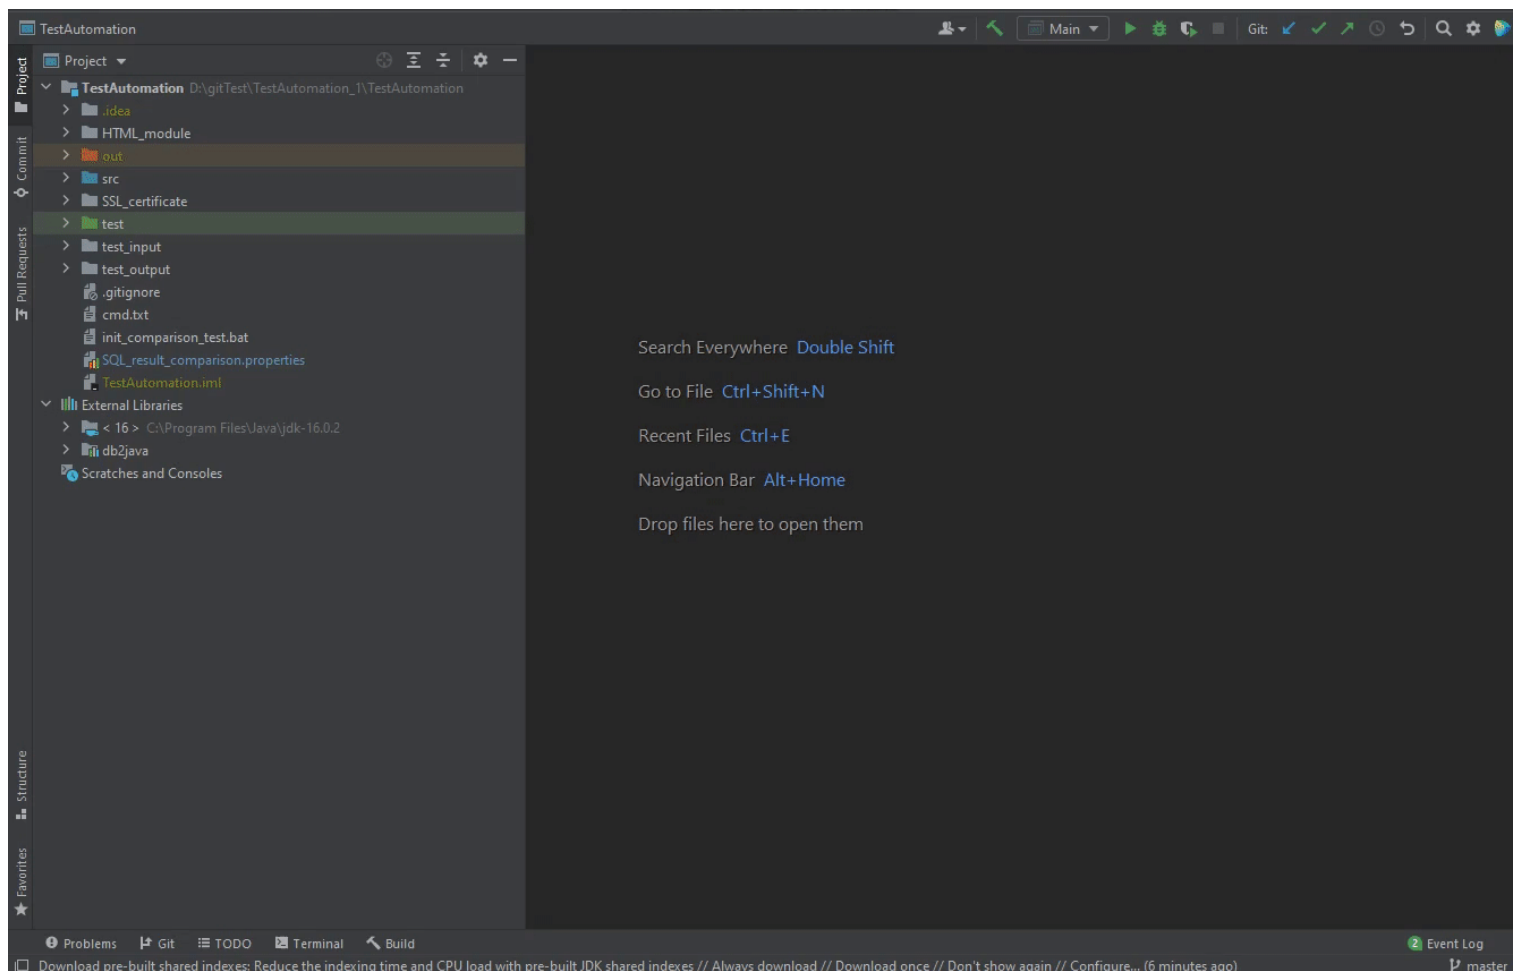 TestAutomation
Main
Git:
Project
TestAutomation D:\gitTest\TestAutomation_1\TestAutomation
.idea
HTML_module
out
src
SSL_certificate
test
test_input
test_output
.gitignore
cmd.txt
init_comparison_test.bat
SQL_result_comparison.properties
TestAutomation.iml
External Libraries
< 16 > C:\Program Files\Java\jdk-16.0.2
db2java
Scratches and Consoles
Project
Commit
Pull Requests
Structure
Favorites
Search Everywhere Double Shift
Go to File Ctrl+Shift+N
Recent Files Ctrl+E
Navigation Bar Alt+Home
Drop files here to open them
Problems Git TODO Terminal Build
2 Event Log
Download pre-built shared indexes: Reduce the indexing time and CPU load with pre-built JDK shared indexes // Always download // Download once // Don't show again // Configure... (6 minutes ago)
master